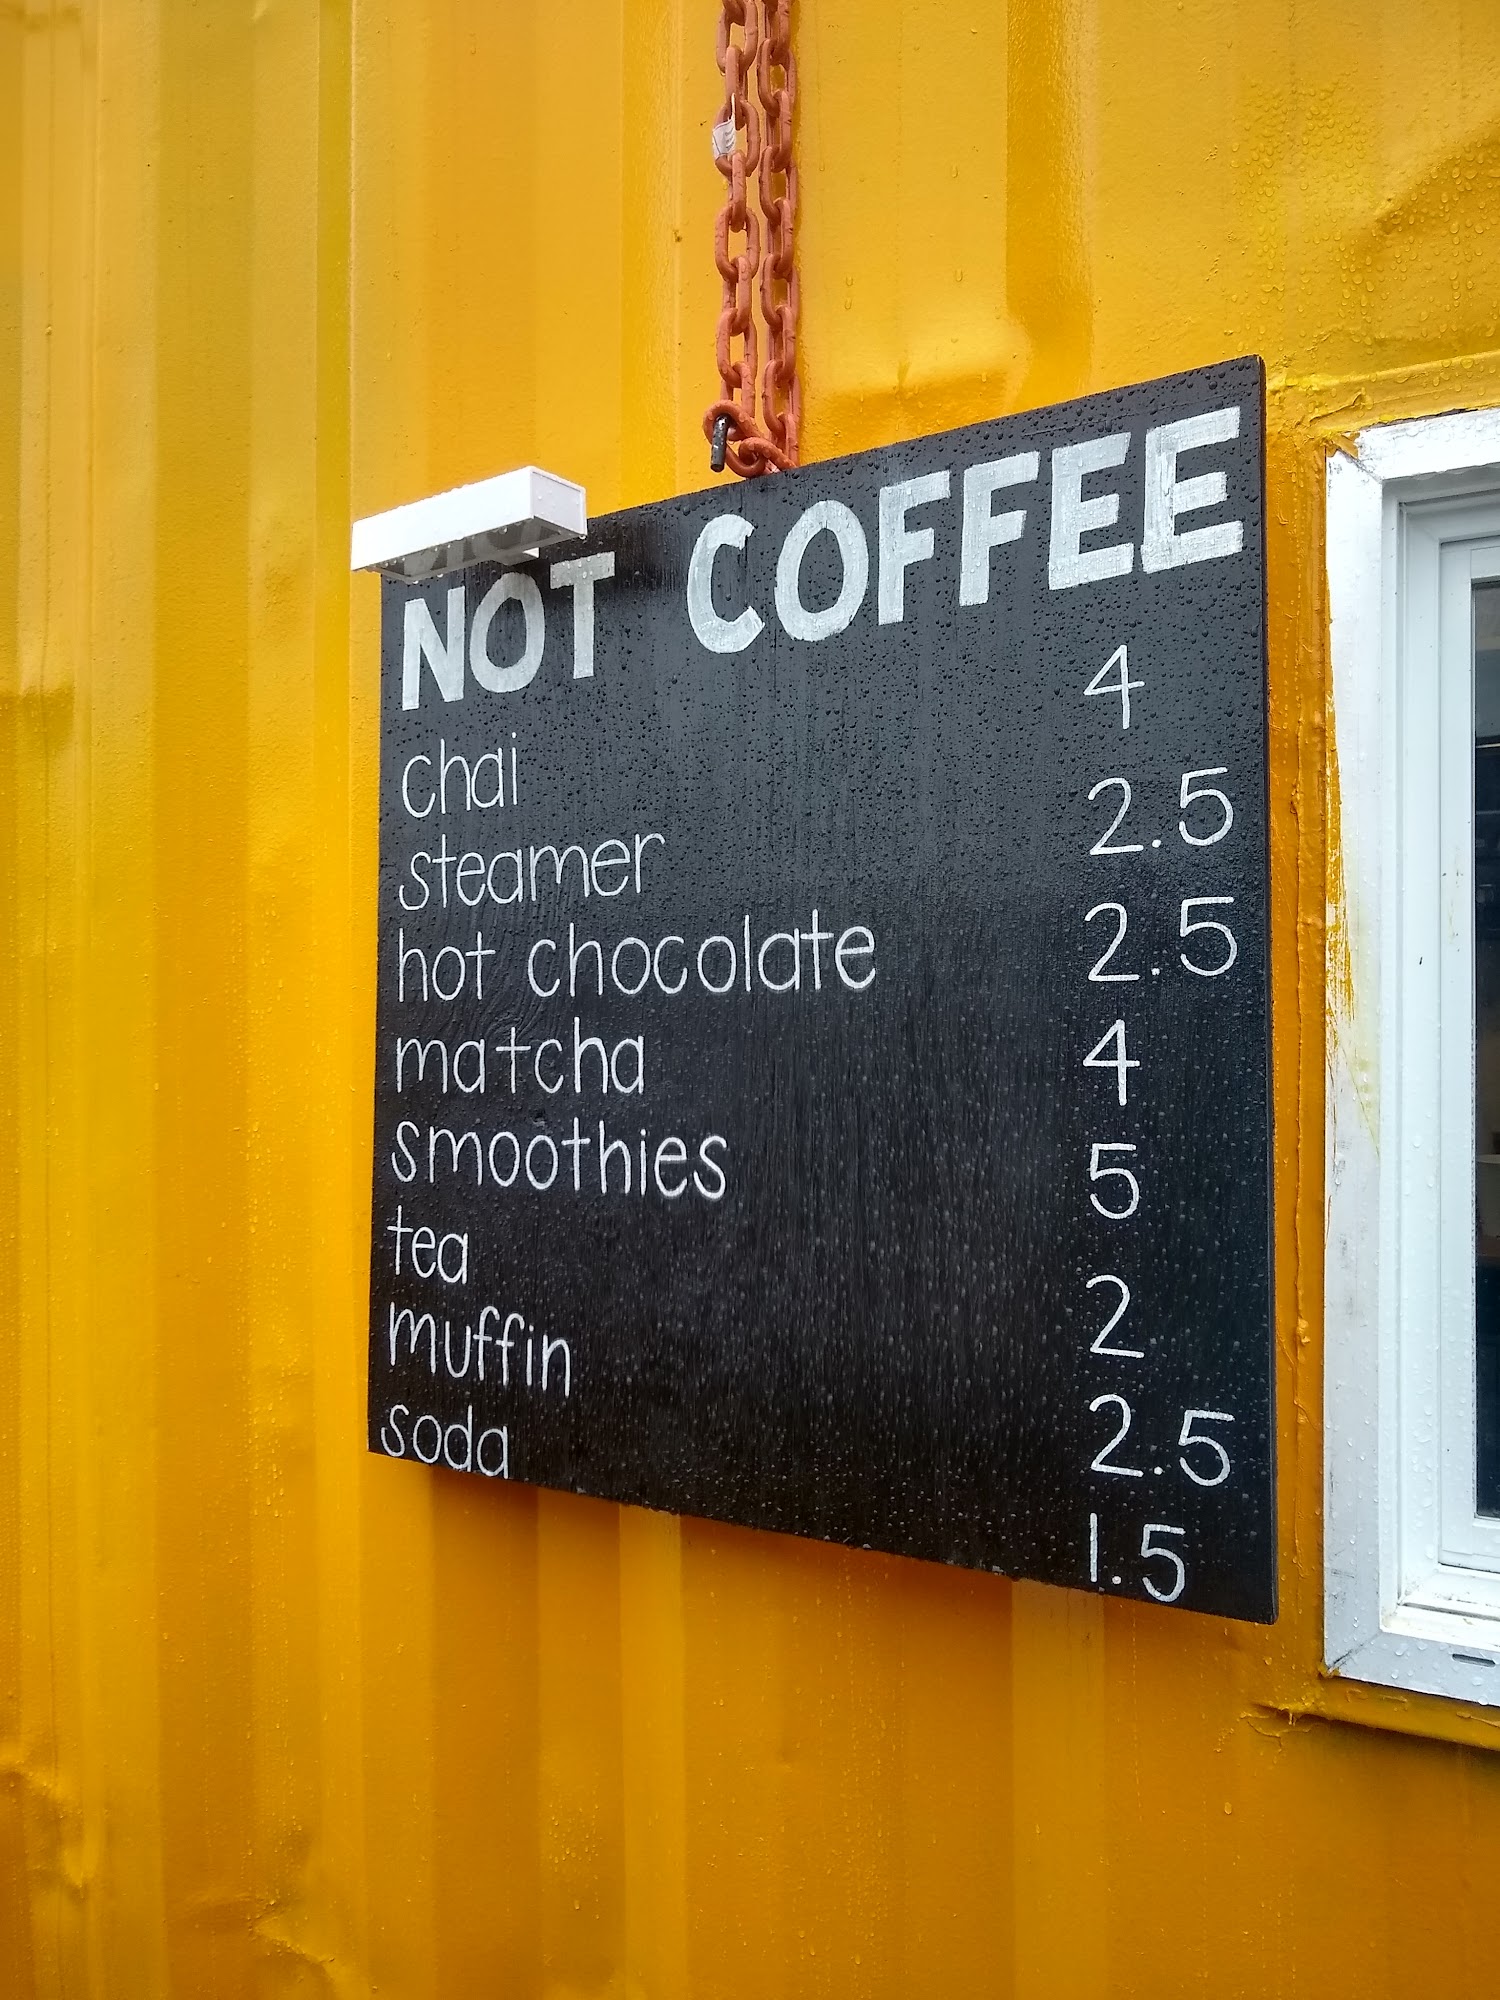 NOT COFFEE
chai 4
steamer 2.5
hot chocolate 2.5
matcha 4
smoothies 5
tea 2
muffin 2.5
soda 1.5